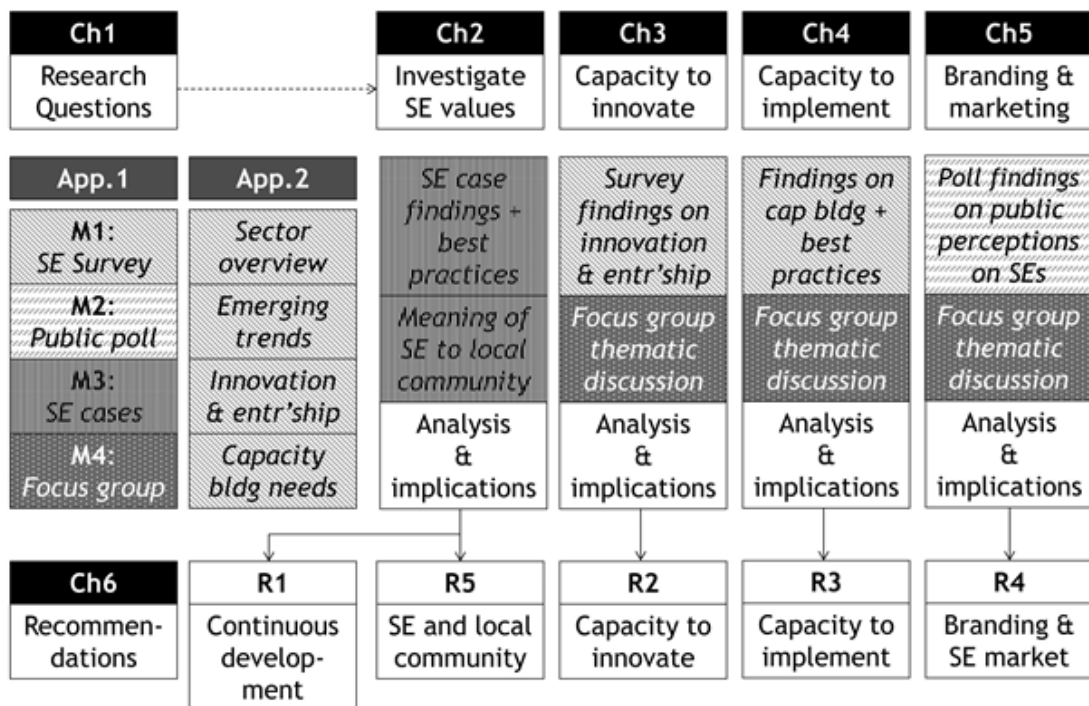 Ch1
Research
Questions
Ch2
Investigate
SE values
Ch3
Capacity to
innovate
Ch4
Capacity to
implement
Ch5
Branding &
marketing
App.1
M1:
SE Survey
M2:
Public poll
M3:
SE cases
M4:
Focus group
App.2
Sector
overview
Emerging
trends
Innovation
& entr’ship
Capacity
bldg needs
SE case
findings +
best
practices
Meaning of
SE to local
community
Analysis
&
implications
Survey
findings on
innovation
& entr’ship
Focus group
thematic
discussion
Analysis
&
implications
Findings on
cap bldg +
best
practices
Focus group
thematic
discussion
Analysis
&
implications
Poll findings
on public
perceptions
on SEs
Focus group
thematic
discussion
Analysis
&
implications
Ch6
Recommen-
dations
R1
Continuous
develop-
ment
R5
SE and local
community
R2
Capacity to
innovate
R3
Capacity to
implement
R4
Branding &
SE market